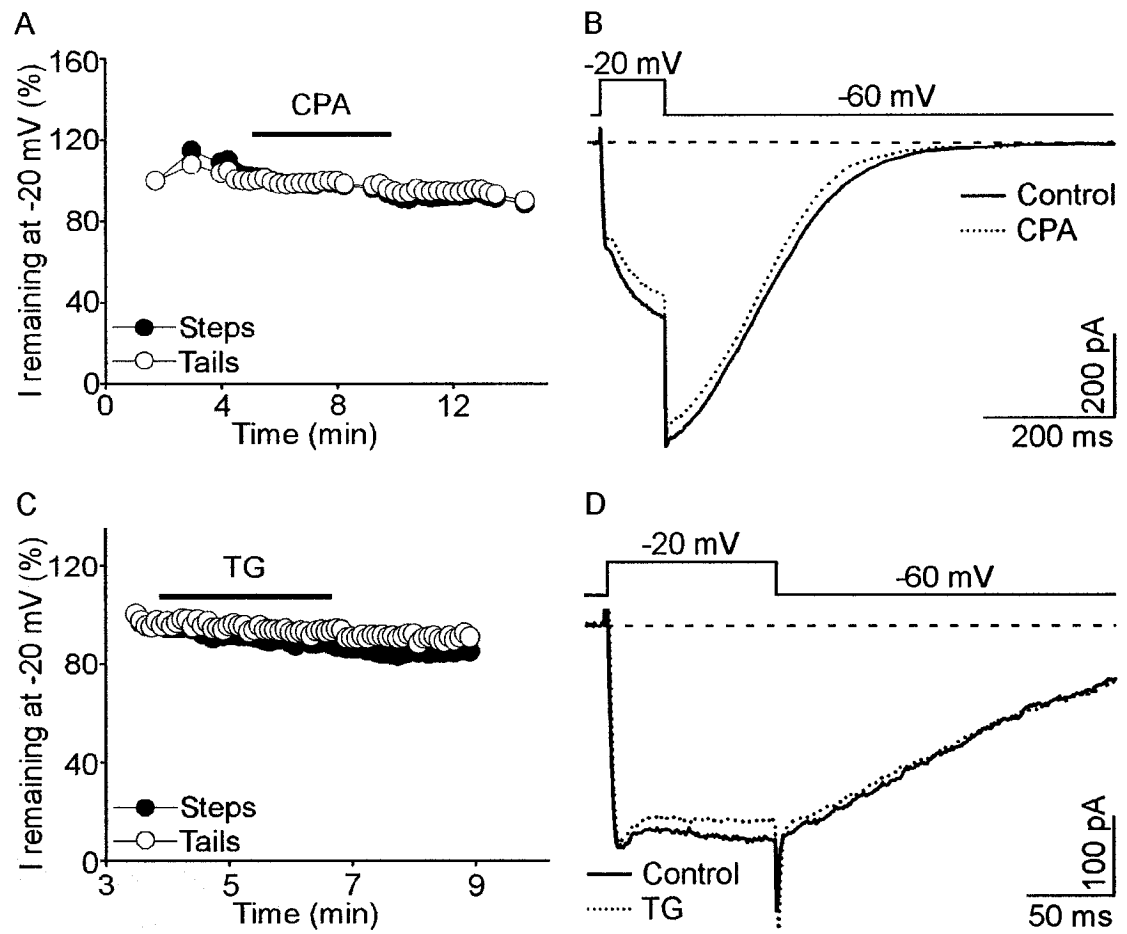 A
I remaining at -20 mV (%)
160
120
80
40
0
CPA
Steps
Tails
0 4 8 12
Time (min)
B
-20 mV
-60 mV
Control
CPA
200 pA
200 ms
C
I remaining at -20 mV (%)
120
80
40
0
TG
Steps
Tails
3 5 7 9
Time (min)
D
-20 mV
-60 mV
Control
TG
100 pA
50 ms